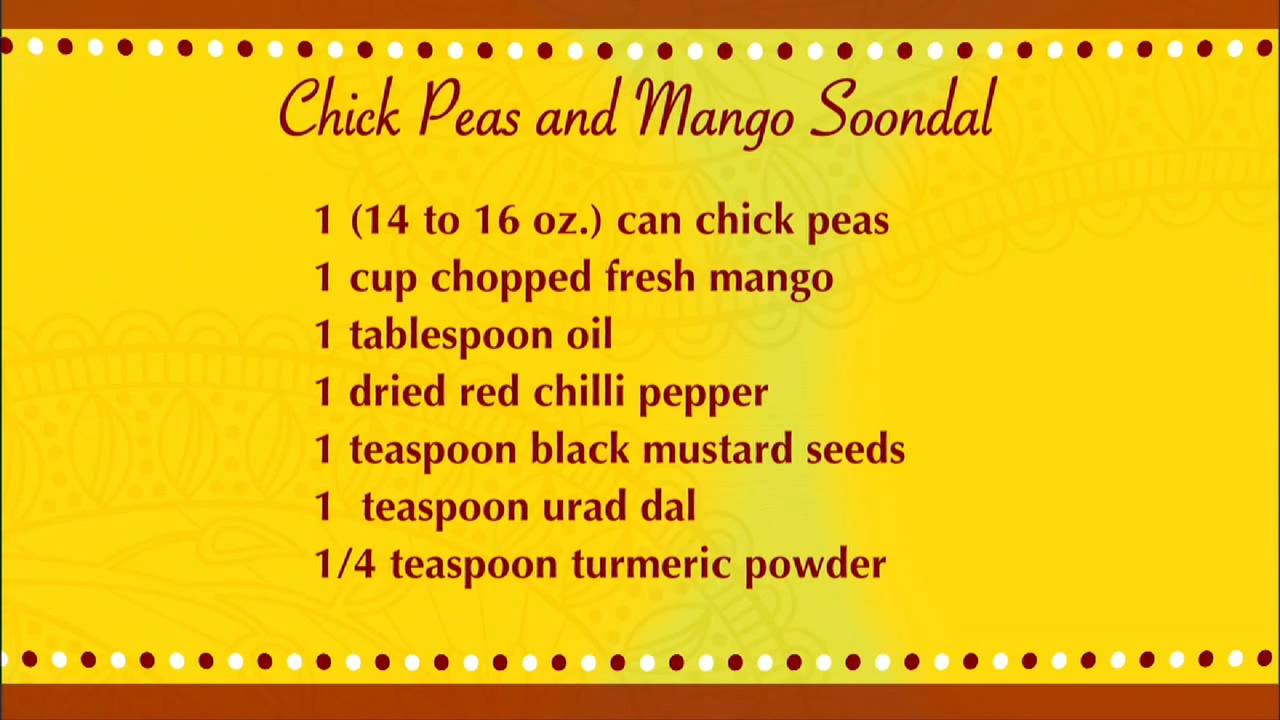 Chick Peas and Mango Soondal
1 (14 to 16 oz.) can chick peas
1 cup chopped fresh mango
1 tablespoon oil
1 dried red chilli pepper
1 teaspoon black mustard seeds
1 teaspoon urad dal
1/4 teaspoon turmeric powder